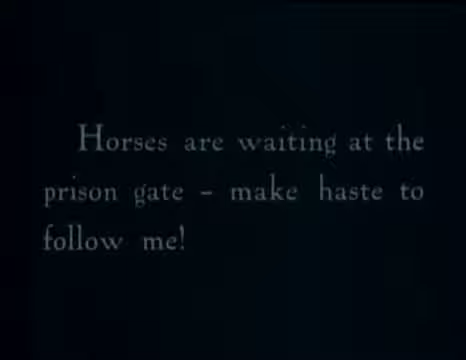 Horses are waiting at the
prison gate – make haste to
follow me!